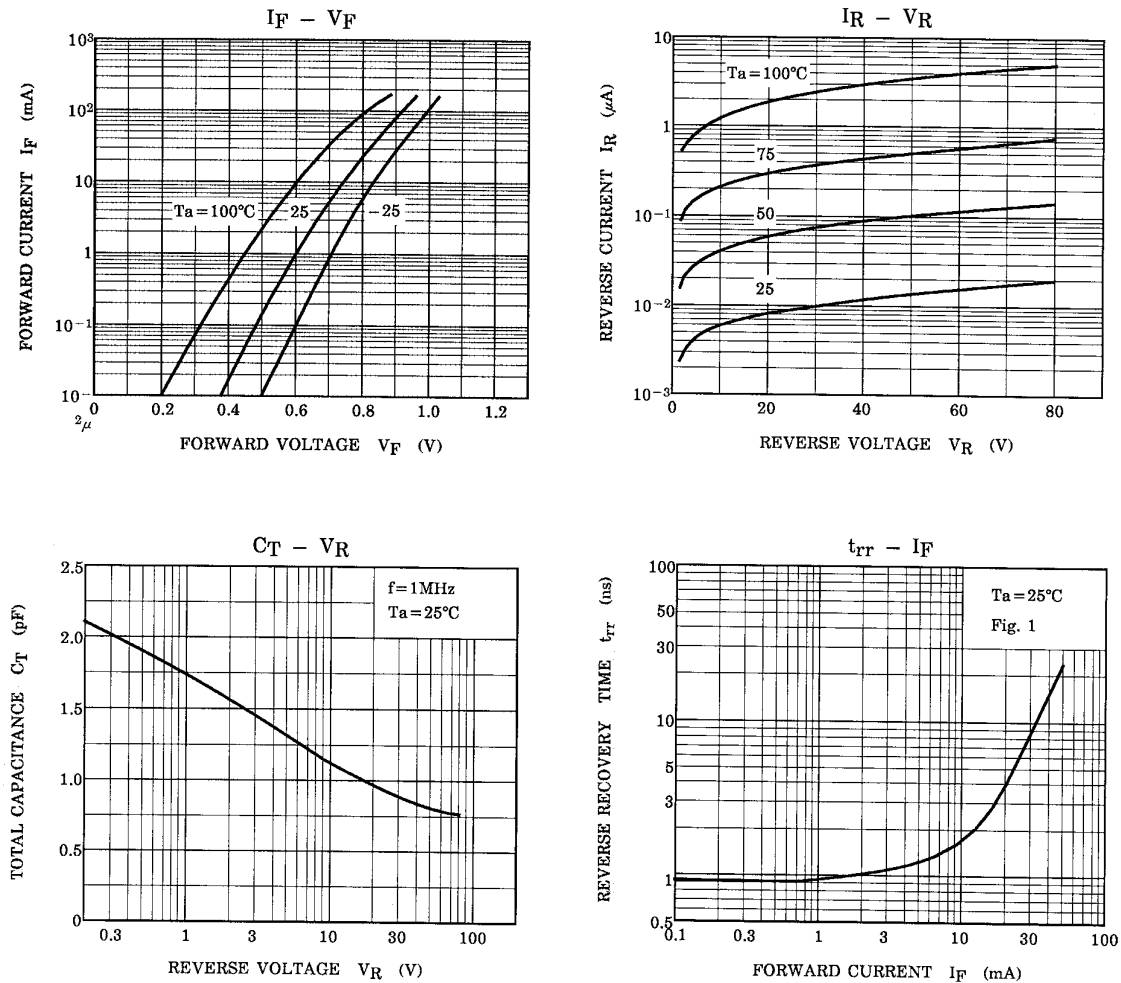 IF – VF
FORWARD CURRENT IF (mA)
10³
10²
10
1
10⁻¹
10⁻
Ta=100°C 25 -25
0 0.2 0.4 0.6 0.8 1.0 1.2
2μ
FORWARD VOLTAGE VF (V)
IR – VR
REVERSE CURRENT IR (μA)
10
1
10⁻¹
10⁻²
10⁻³
Ta=100°C
75
50
25
0 20 40 60 80
REVERSE VOLTAGE VR (V)
CT – VR
TOTAL CAPACITANCE CT (pF)
2.5
2.0
1.5
1.0
0.5
0
f=1MHz
Ta=25°C
0.3 1 3 10 30 100
REVERSE VOLTAGE VR (V)
trr – IF
REVERSE RECOVERY TIME trr (ns)
100
50
30
10
5
3
1
0.5
Ta=25°C
Fig. 1
0.1 0.3 1 3 10 30 100
FORWARD CURRENT IF (mA)